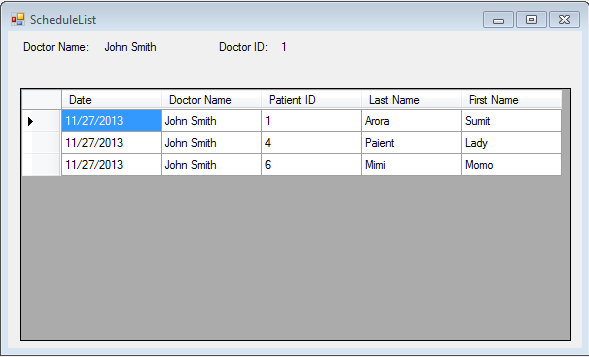 ScheduleList
Doctor Name: John Smith Doctor ID: 1
Date Doctor Name Patient ID Last Name First Name
11/27/2013 John Smith 1 Arora Sumit
11/27/2013 John Smith 4 Paient Lady
11/27/2013 John Smith 6 Mimi Momo